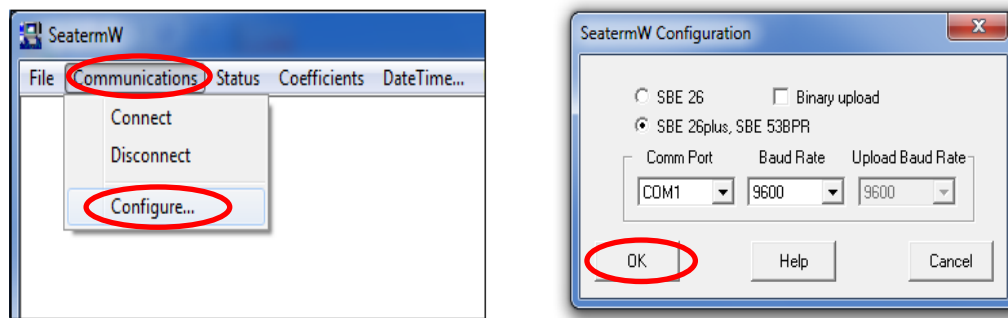 SeatermW
File Communications Status Coefficients DateTime...
Connect
Disconnect
Configure...
SeatermW Configuration
SBE 26 Binary upload
SBE 26plus, SBE 53BPR
Comm Port Baud Rate Upload Baud Rate
COM1 9600 9600
OK Help Cancel